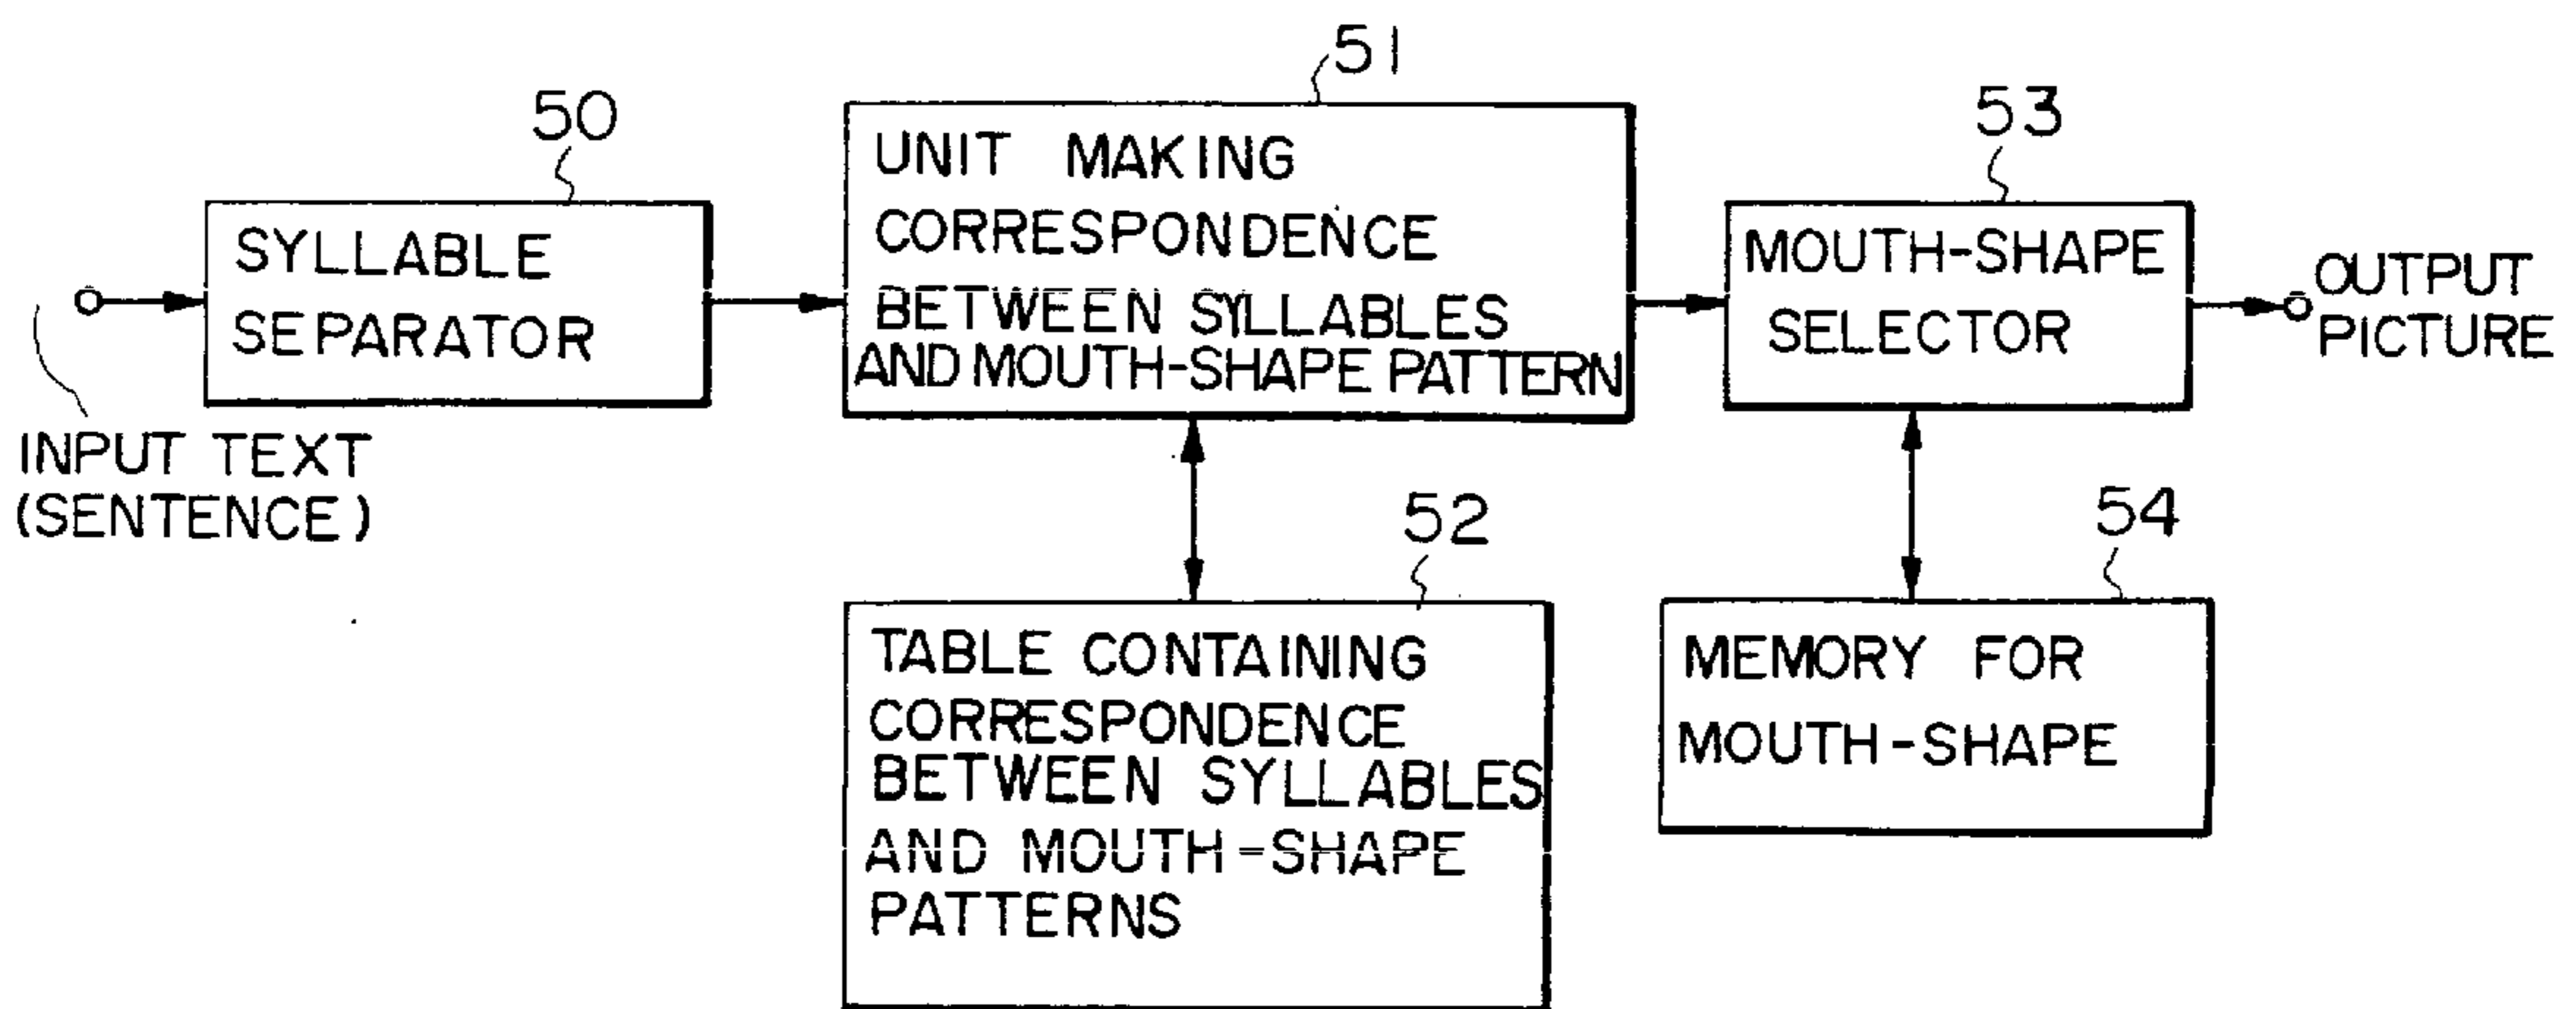 50
SYLLABLE
SEPARATOR
INPUT TEXT
(SENTENCE)
51
UNIT MAKING
CORRESPONDENCE
BETWEEN SYLLABLES
AND MOUTH-SHAPE PATTERN
52
TABLE CONTAINING
CORRESPONDENCE
BETWEEN SYLLABLES
AND MOUTH-SHAPE
PATTERNS
53
MOUTH-SHAPE
SELECTOR
OUTPUT
PICTURE
54
MEMORY FOR
MOUTH-SHAPE